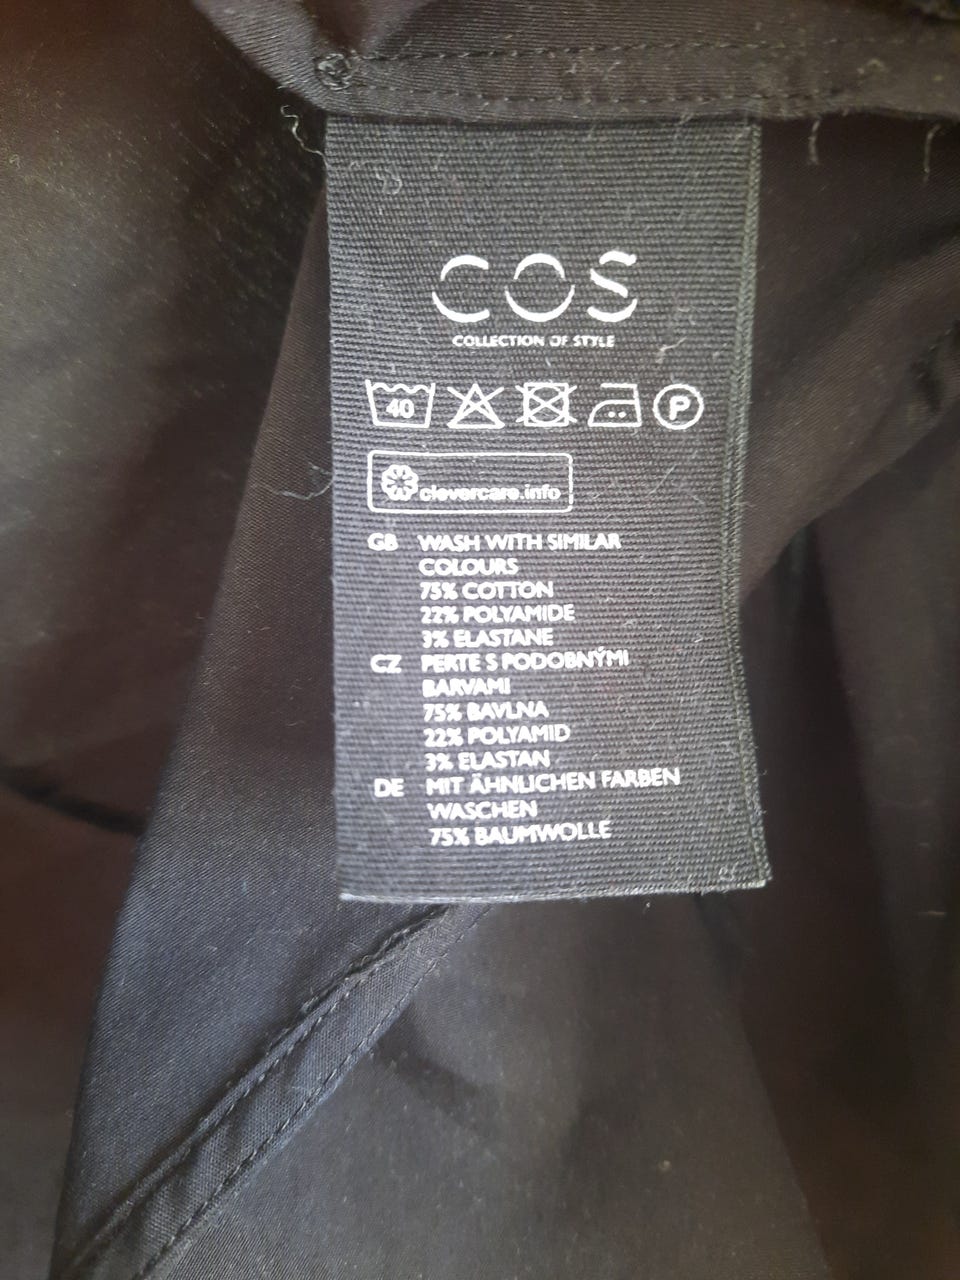 COS
COLLECTION OF STYLE
40 P
clevercare.info
GB WASH WITH SIMILAR
COLOURS
75% COTTON
22% POLYAMIDE
3% ELASTANE
CZ PERTE S PODOBNÝMI
BARVAMI
75% BAVLNA
22% POLYAMID
3% ELASTAN
DE MIT ÄHNLICHEN FARBEN
WASCHEN
75% BAUMWOLLE